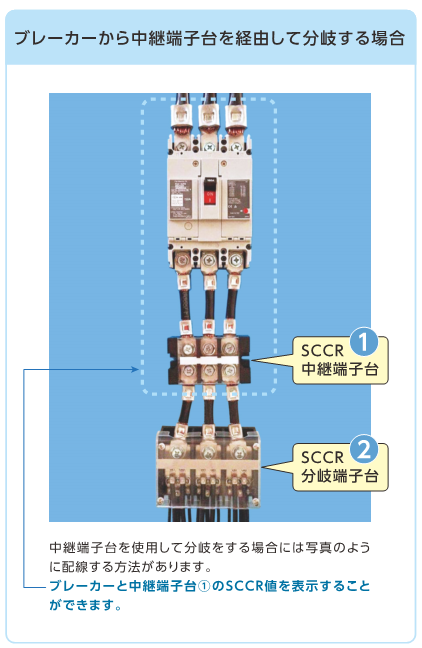 ブレーカーから中継端子台を経由して分岐する場合
SCCR 1
中継端子台
SCCR 2
分岐端子台
中継端子台を使用して分岐をする場合には写真のよう
に配線する方法があります。
ブレーカーと中継端子台①のSCCR値を表示すること
ができます。